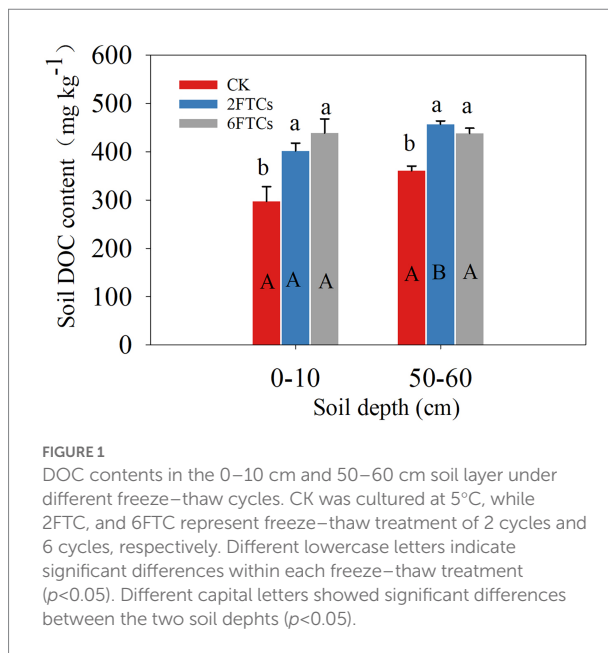 600
500
400
300
200
100
0
Soil DOC content（mg kg-1）
CK
2FTCs
6FTCs
b
a
a
b
a
a
A
A
A
A
B
A
0-10
50-60
Soil depth (cm)
FIGURE 1
DOC contents in the 0–10 cm and 50–60 cm soil layer under
different freeze–thaw cycles. CK was cultured at 5°C, while
2FTC, and 6FTC represent freeze–thaw treatment of 2 cycles and
6 cycles, respectively. Different lowercase letters indicate
significant differences within each freeze–thaw treatment
(p<0.05). Different capital letters showed significant differences
between the two soil dephts (p<0.05).